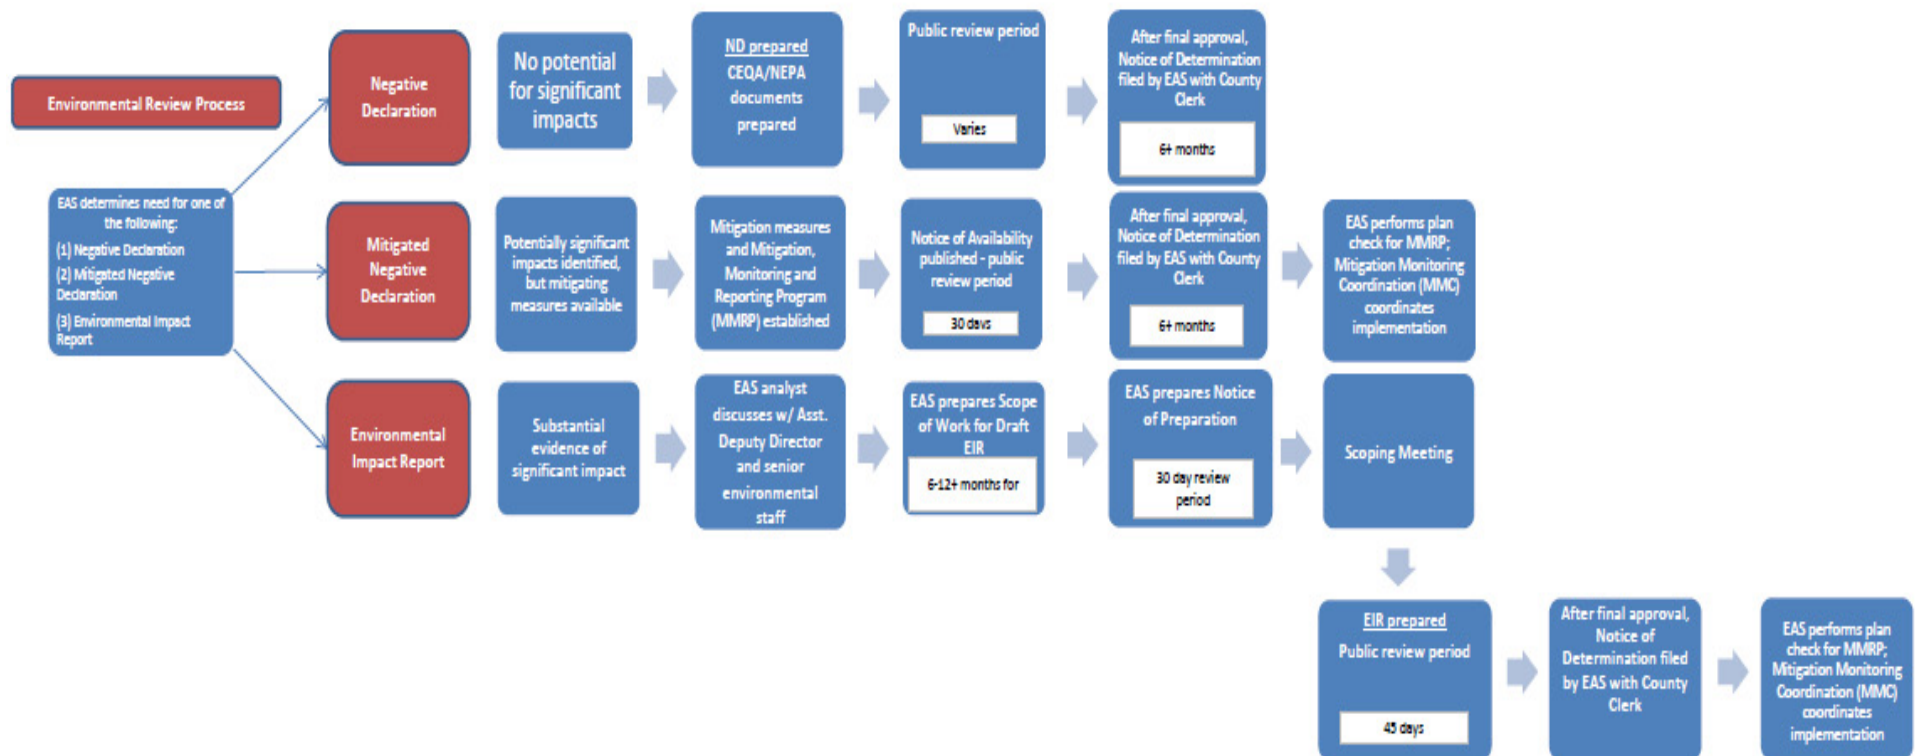 Environmental Review Process
EAS determines need for one of
the following:
(1) Negative Declaration
(2) Mitigated Negative
Declaration
(3) Environmental Impact
Report
Negative
Declaration
No potential
for significant
impacts
ND prepared
CEQA/NEPA
documents
prepared
Public review period
Varies
After final approval,
Notice of Determination
filed by EAS with County
Clerk
6+ months
Mitigated
Negative
Declaration
Potentially significant
impacts identified,
but mitigating
measures available
Mitigation measures
and Mitigation,
Monitoring and
Reporting Program
(MMRP) established
Notice of Availability
published - public
review period
30 days
After final approval,
Notice of Determination
filed by EAS with County
Clerk
6+ months
EAS performs plan
check for MMRP;
Mitigation Monitoring
Coordination (MMC)
coordinates
implementation
Environmental
Impact Report
Substantial
evidence of
significant impact
EAS analyst
discusses w/ Asst.
Deputy Director
and senior
environmental
staff
EAS prepares Scope
of Work for Draft
EIR
6-12+ months for
EAS prepares Notice
of Preparation
30 day review
period
Scoping Meeting
EIR prepared
Public review period
45 days
After final approval,
Notice of
Determination filed
by EAS with County
Clerk
EAS performs plan
check for MMRP;
Mitigation Monitoring
Coordination (MMC)
coordinates
implementation